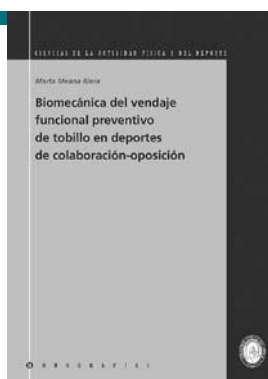 CIENCIAS DE LA ACTIVIDAD FÍSICA Y DEL DEPORTE
Marta Meana Riera
Biomecánica del vendaje
funcional preventivo
de tobillo en deportes
de colaboración-oposición
MONOGRAFÍAS